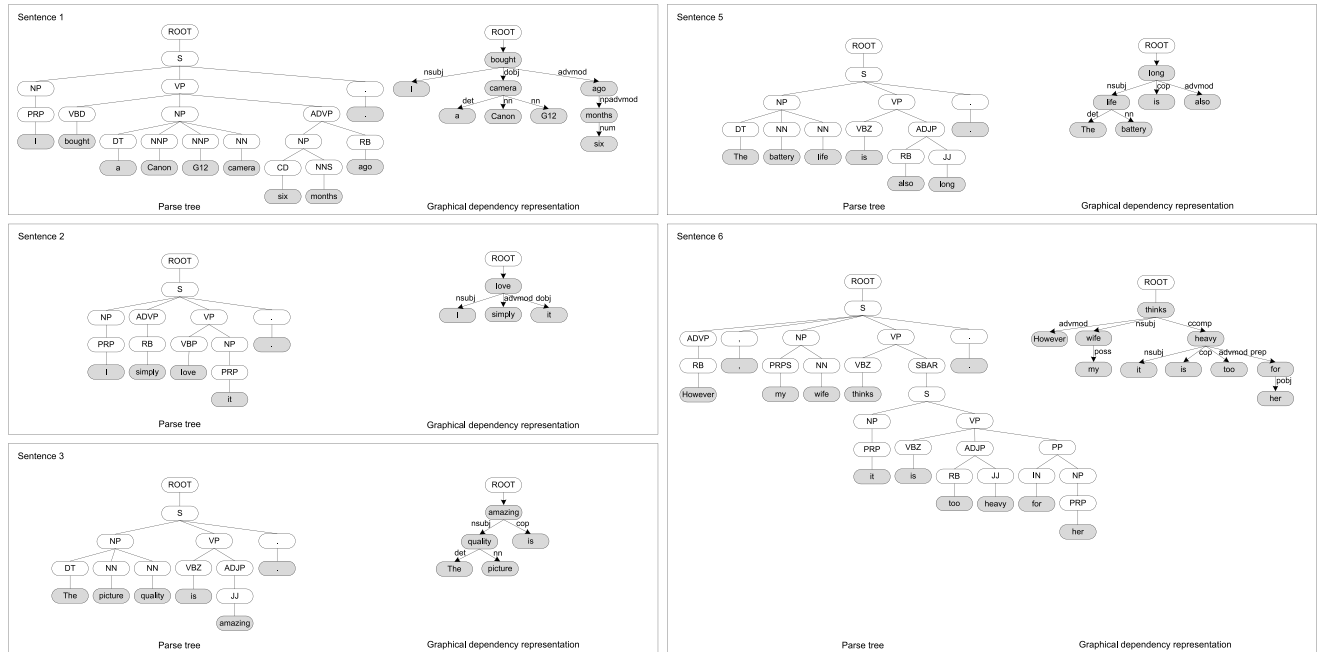 Sentence 1
ROOT
S
NP VP .
PRP VBD NP ADVP .
I bought DT NNP NNP NN NP RB
a Canon G12 camera CD NNS ago
six months
Parse tree
ROOT
bought
nsubj dobj advmod
I camera ago
det nn nn npadvmod
a Canon G12 months
num
six
Graphical dependency representation
Sentence 2
ROOT
S
NP ADVP VP .
PRP RB VBP NP .
I simply love PRP
it
Parse tree
ROOT
love
nsubj advmod dobj
I simply it
Graphical dependency representation
Sentence 3
ROOT
S
NP VP .
DT NN NN VBZ ADJP .
The picture quality is JJ
amazing
Parse tree
ROOT
amazing
nsubj cop
quality is
det nn
The picture
Graphical dependency representation
Sentence 5
ROOT
S
NP VP .
DT NN NN VBZ ADJP .
The battery life is RB JJ
also long
Parse tree
ROOT
long
nsubj cop advmod
life is also
det nn
The battery
Graphical dependency representation
Sentence 6
ROOT
S
ADVP , NP VP .
RB , PRPS NN VBZ SBAR .
However my wife thinks S
NP VP
PRP VBZ ADJP PP
it is RB JJ IN NP
too heavy for PRP
her
Parse tree
ROOT
thinks
advmod nsubj ccomp
However wife heavy
poss nsubj cop advmod prep
my it is too for
pobj
her
Graphical dependency representation